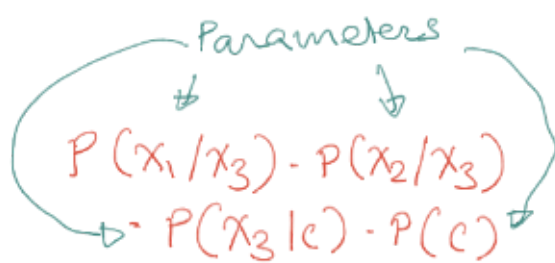 Parameters
P(x₁/x₃) . P(x₂/x₃)
. P(x₃|c) . P(c)